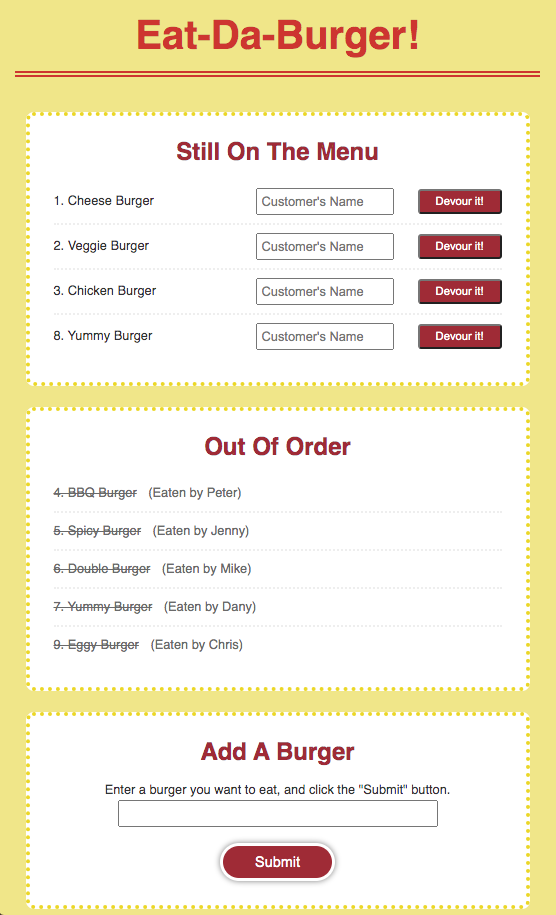 Eat-Da-Burger!
Still On The Menu
1. Cheese Burger Customer's Name Devour it!
2. Veggie Burger Customer's Name Devour it!
3. Chicken Burger Customer's Name Devour it!
8. Yummy Burger Customer's Name Devour it!
Out Of Order
4. BBQ Burger (Eaten by Peter)
5. Spicy Burger (Eaten by Jenny)
6. Double Burger (Eaten by Mike)
7. Yummy Burger (Eaten by Dany)
9. Eggy Burger (Eaten by Chris)
Add A Burger
Enter a burger you want to eat, and click the "Submit" button.
Submit